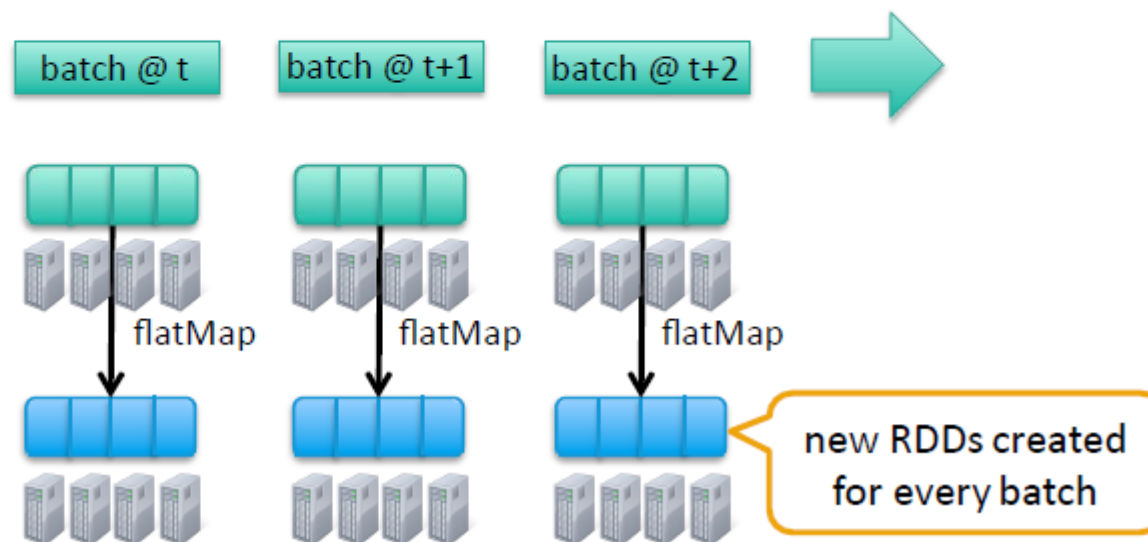 batch @ t
batch @ t+1
batch @ t+2
flatMap
flatMap
flatMap
new RDDs created
for every batch